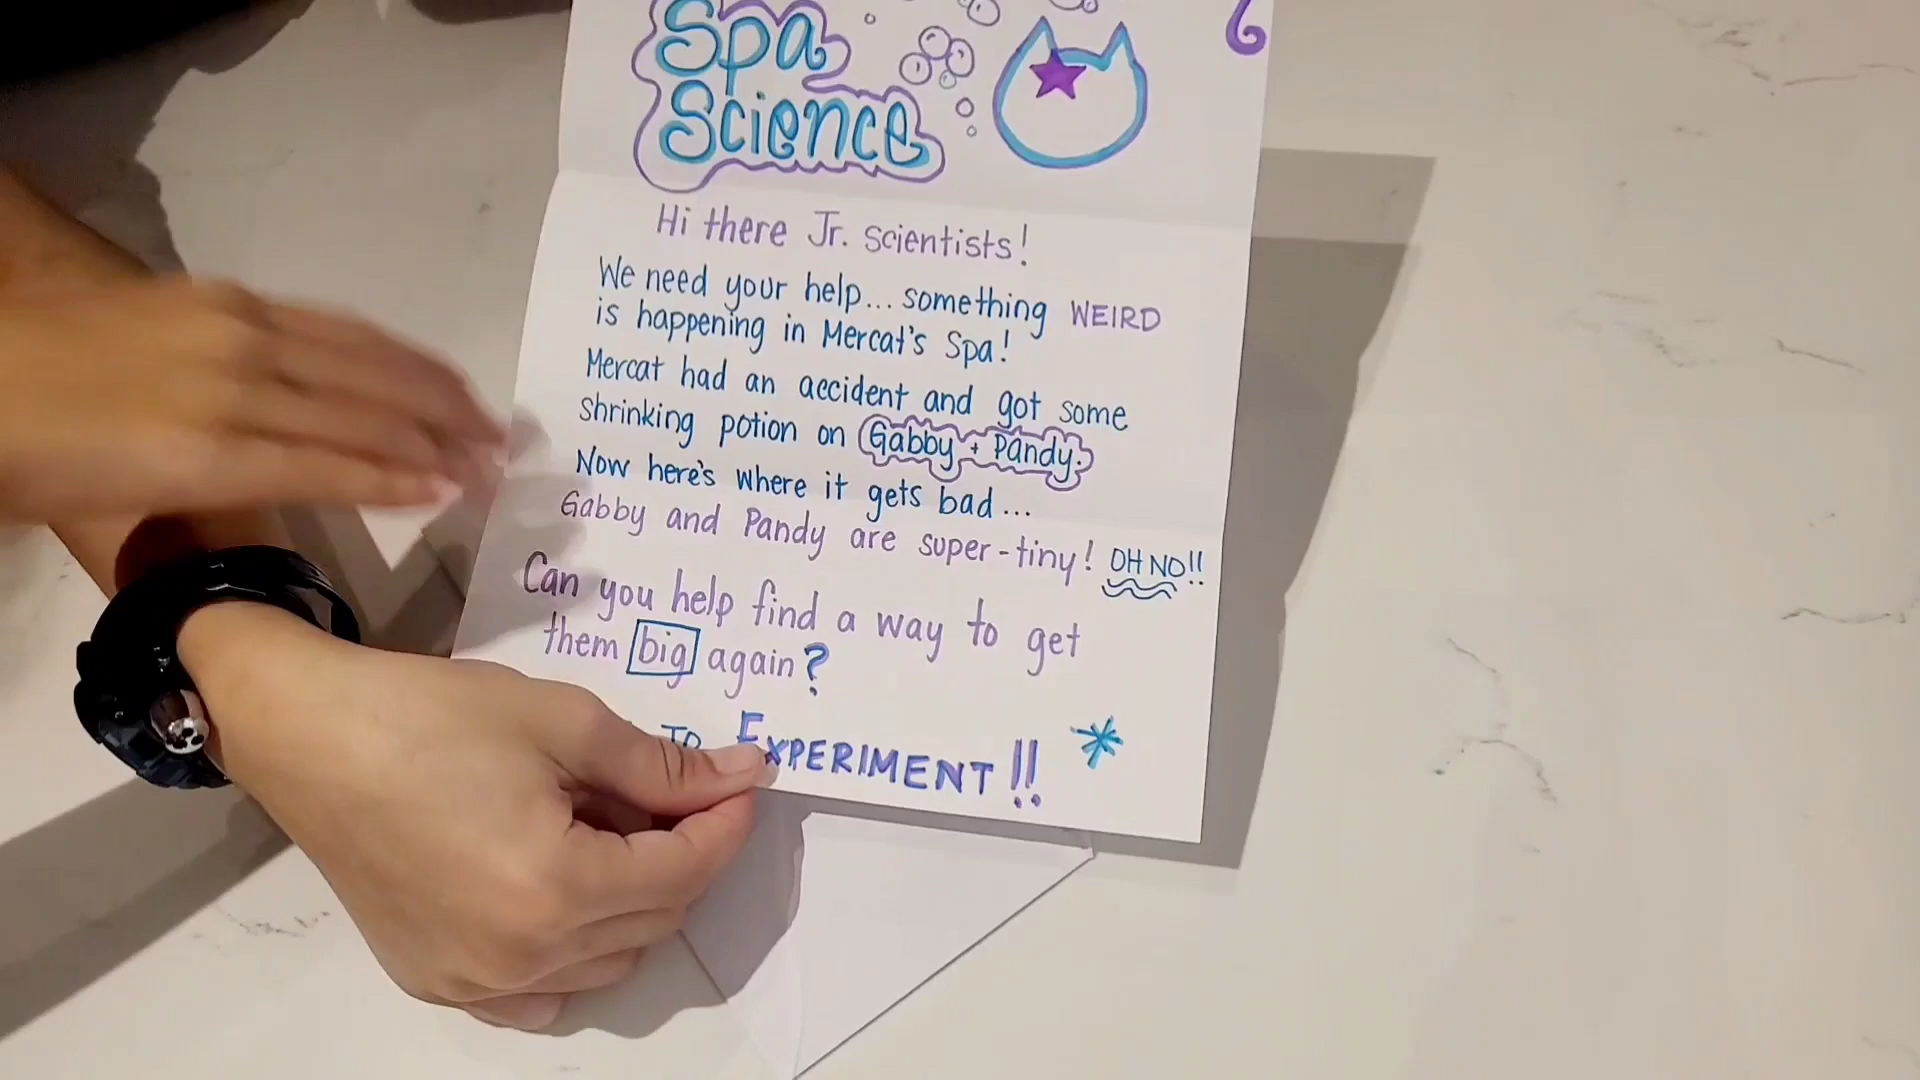 Spa
Science
Hi there Jr. scientists!
We need your help... something WEIRD
is happening in Mercat's Spa!
Mercat had an accident and got some
shrinking potion on Gabby + Pandy.
Now here's where it gets bad...
Gabby and Pandy are super-tiny! OH NO!!
Can you help find a way to get
them big again?
TO EXPERIMENT!!